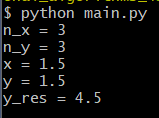 $ python main.py
n_x = 3
n_y = 3
x = 1.5
y = 1.5
y_res = 4.5